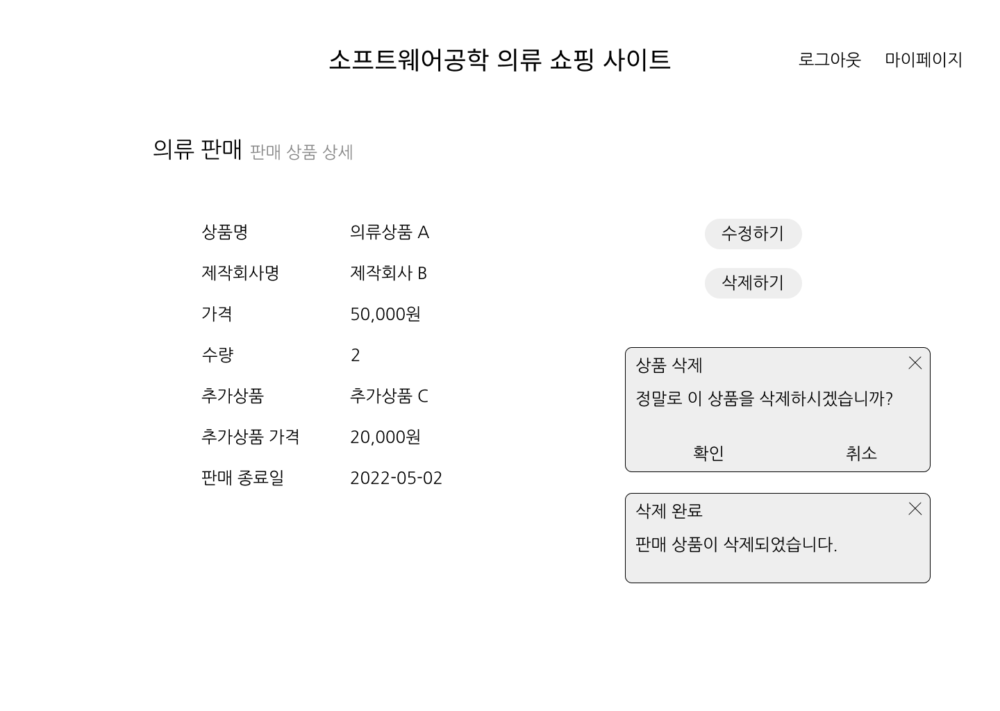 소프트웨어공학 의류 쇼핑 사이트
로그아웃 마이페이지
의류 판매 판매 상품 상세
상품명 의류상품 A
제작회사명 제작회사 B
가격 50,000원
수량 2
추가상품 추가상품 C
추가상품 가격 20,000원
판매 종료일 2022-05-02
수정하기
삭제하기
상품 삭제
정말로 이 상품을 삭제하시겠습니까?
확인 취소
삭제 완료
판매 상품이 삭제되었습니다.